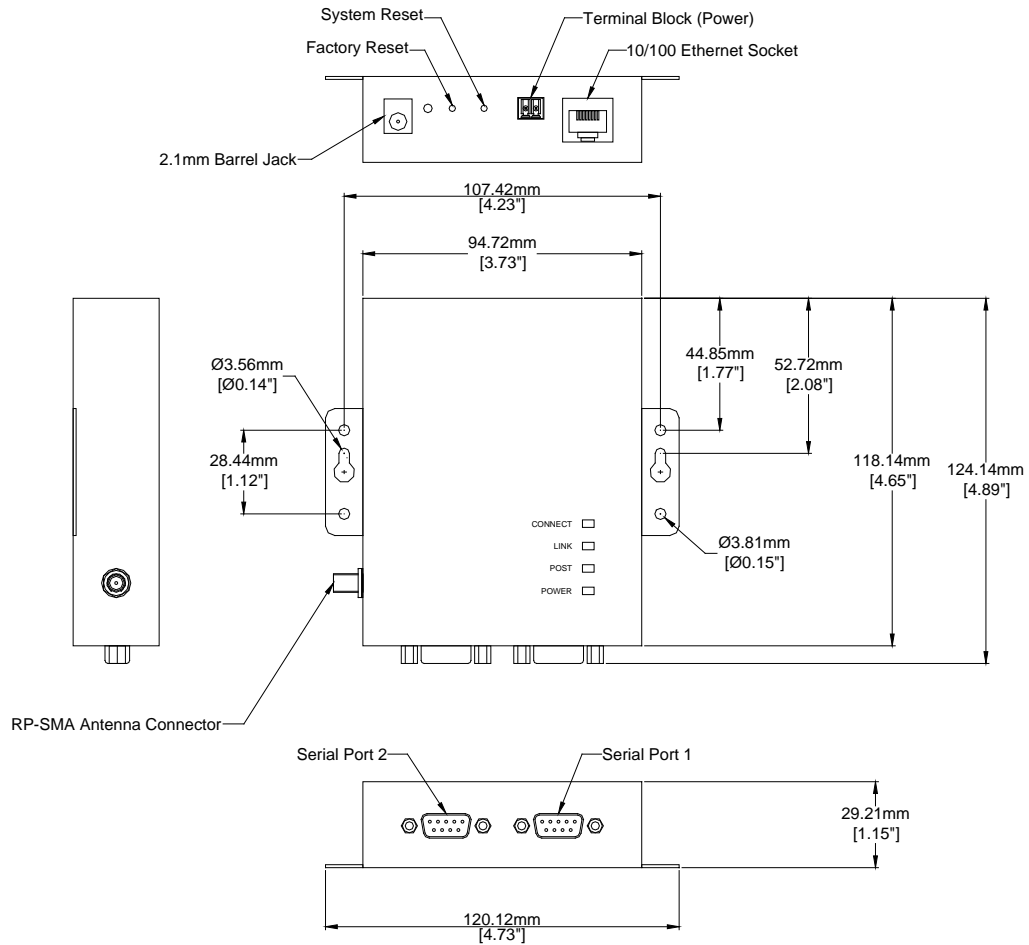 System Reset
Terminal Block (Power)
Factory Reset
10/100 Ethernet Socket
2.1mm Barrel Jack
107.42mm
[4.23"]
94.72mm
[3.73"]
44.85mm
[1.77"]
52.72mm
[2.08"]
Ø3.56mm
[Ø0.14"]
28.44mm
[1.12"]
118.14mm
[4.65"]
124.14mm
[4.89"]
CONNECT
LINK
POST
POWER
Ø3.81mm
[Ø0.15"]
RP-SMA Antenna Connector
Serial Port 2
Serial Port 1
29.21mm
[1.15"]
120.12mm
[4.73"]